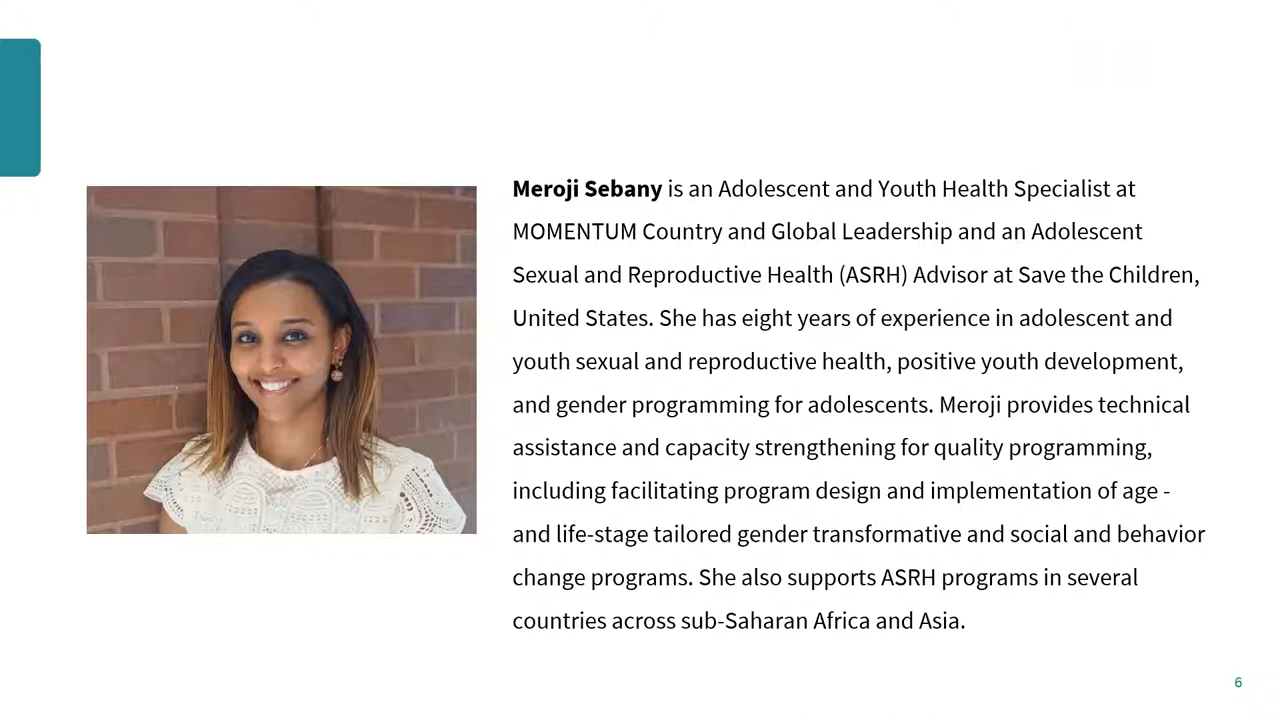 Meroji Sebany is an Adolescent and Youth Health Specialist at
MOMENTUM Country and Global Leadership and an Adolescent
Sexual and Reproductive Health (ASRH) Advisor at Save the Children,
United States. She has eight years of experience in adolescent and
youth sexual and reproductive health, positive youth development,
and gender programming for adolescents. Meroji provides technical
assistance and capacity strengthening for quality programming,
including facilitating program design and implementation of age -
and life-stage tailored gender transformative and social and behavior
change programs. She also supports ASRH programs in several
countries across sub-Saharan Africa and Asia.
6